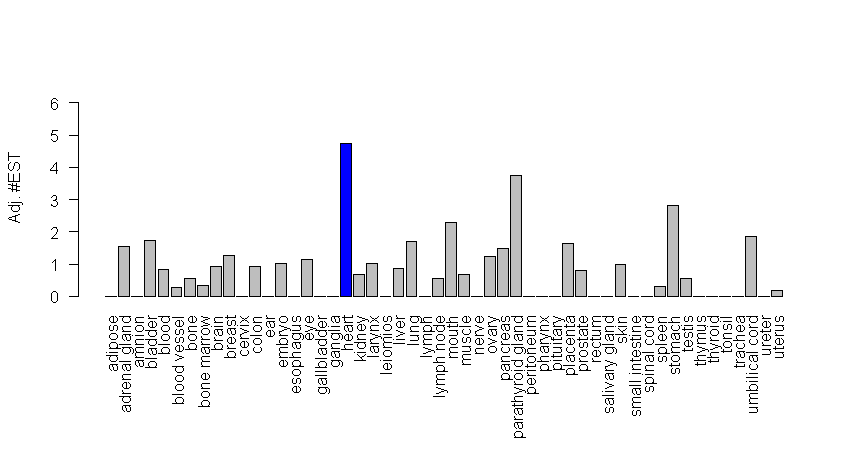 Adj. #EST
6
5
4
3
2
1
0
adipose
adrenal gland
amnion
bladder
blood
blood vessel
bone
bone marrow
brain
breast
cervix
colon
ear
embryo
esophagus
eye
gallbladder
ganglia
heart
kidney
larynx
leiomios
liver
lung
lymph
lymph node
mouth
muscle
nerve
ovary
pancreas
parathyroid gland
peritoneum
pharynx
pituitary
placenta
prostate
rectum
salivary gland
skin
small intestine
spinal cord
spleen
stomach
testis
thymus
thyroid
tonsil
trachea
umbilical cord
ureter
uterus